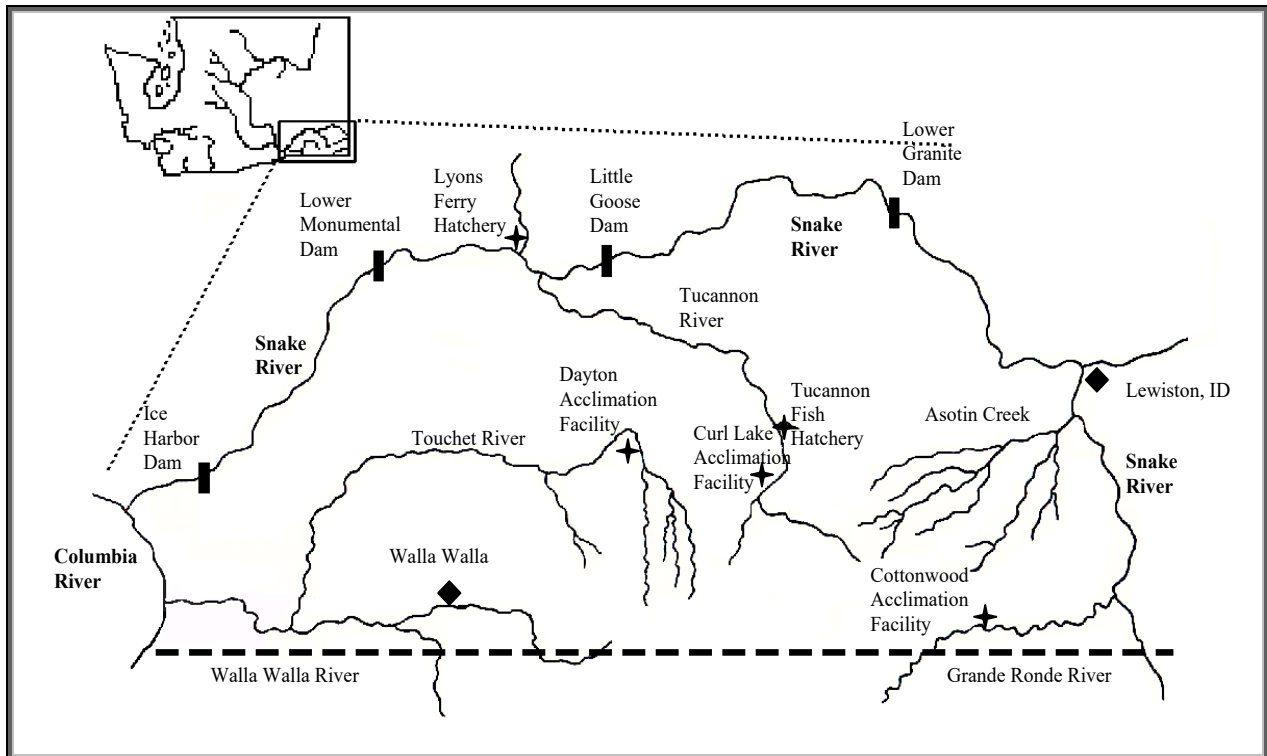 Lower
Granite
Dam
Lyons
Ferry
Hatchery
Little
Goose
Dam
Lower
Monumental
Dam
Snake
River
Tucannon
River
Snake
River
Dayton
Acclimation
Facility
Tucannon
Fish
Hatchery
Lewiston, ID
Ice
Harbor
Dam
Touchet River
Curl Lake
Acclimation
Facility
Asotin Creek
Snake
River
Columbia
River
Walla Walla
Cottonwood
Acclimation
Facility
Walla Walla River
Grande Ronde River